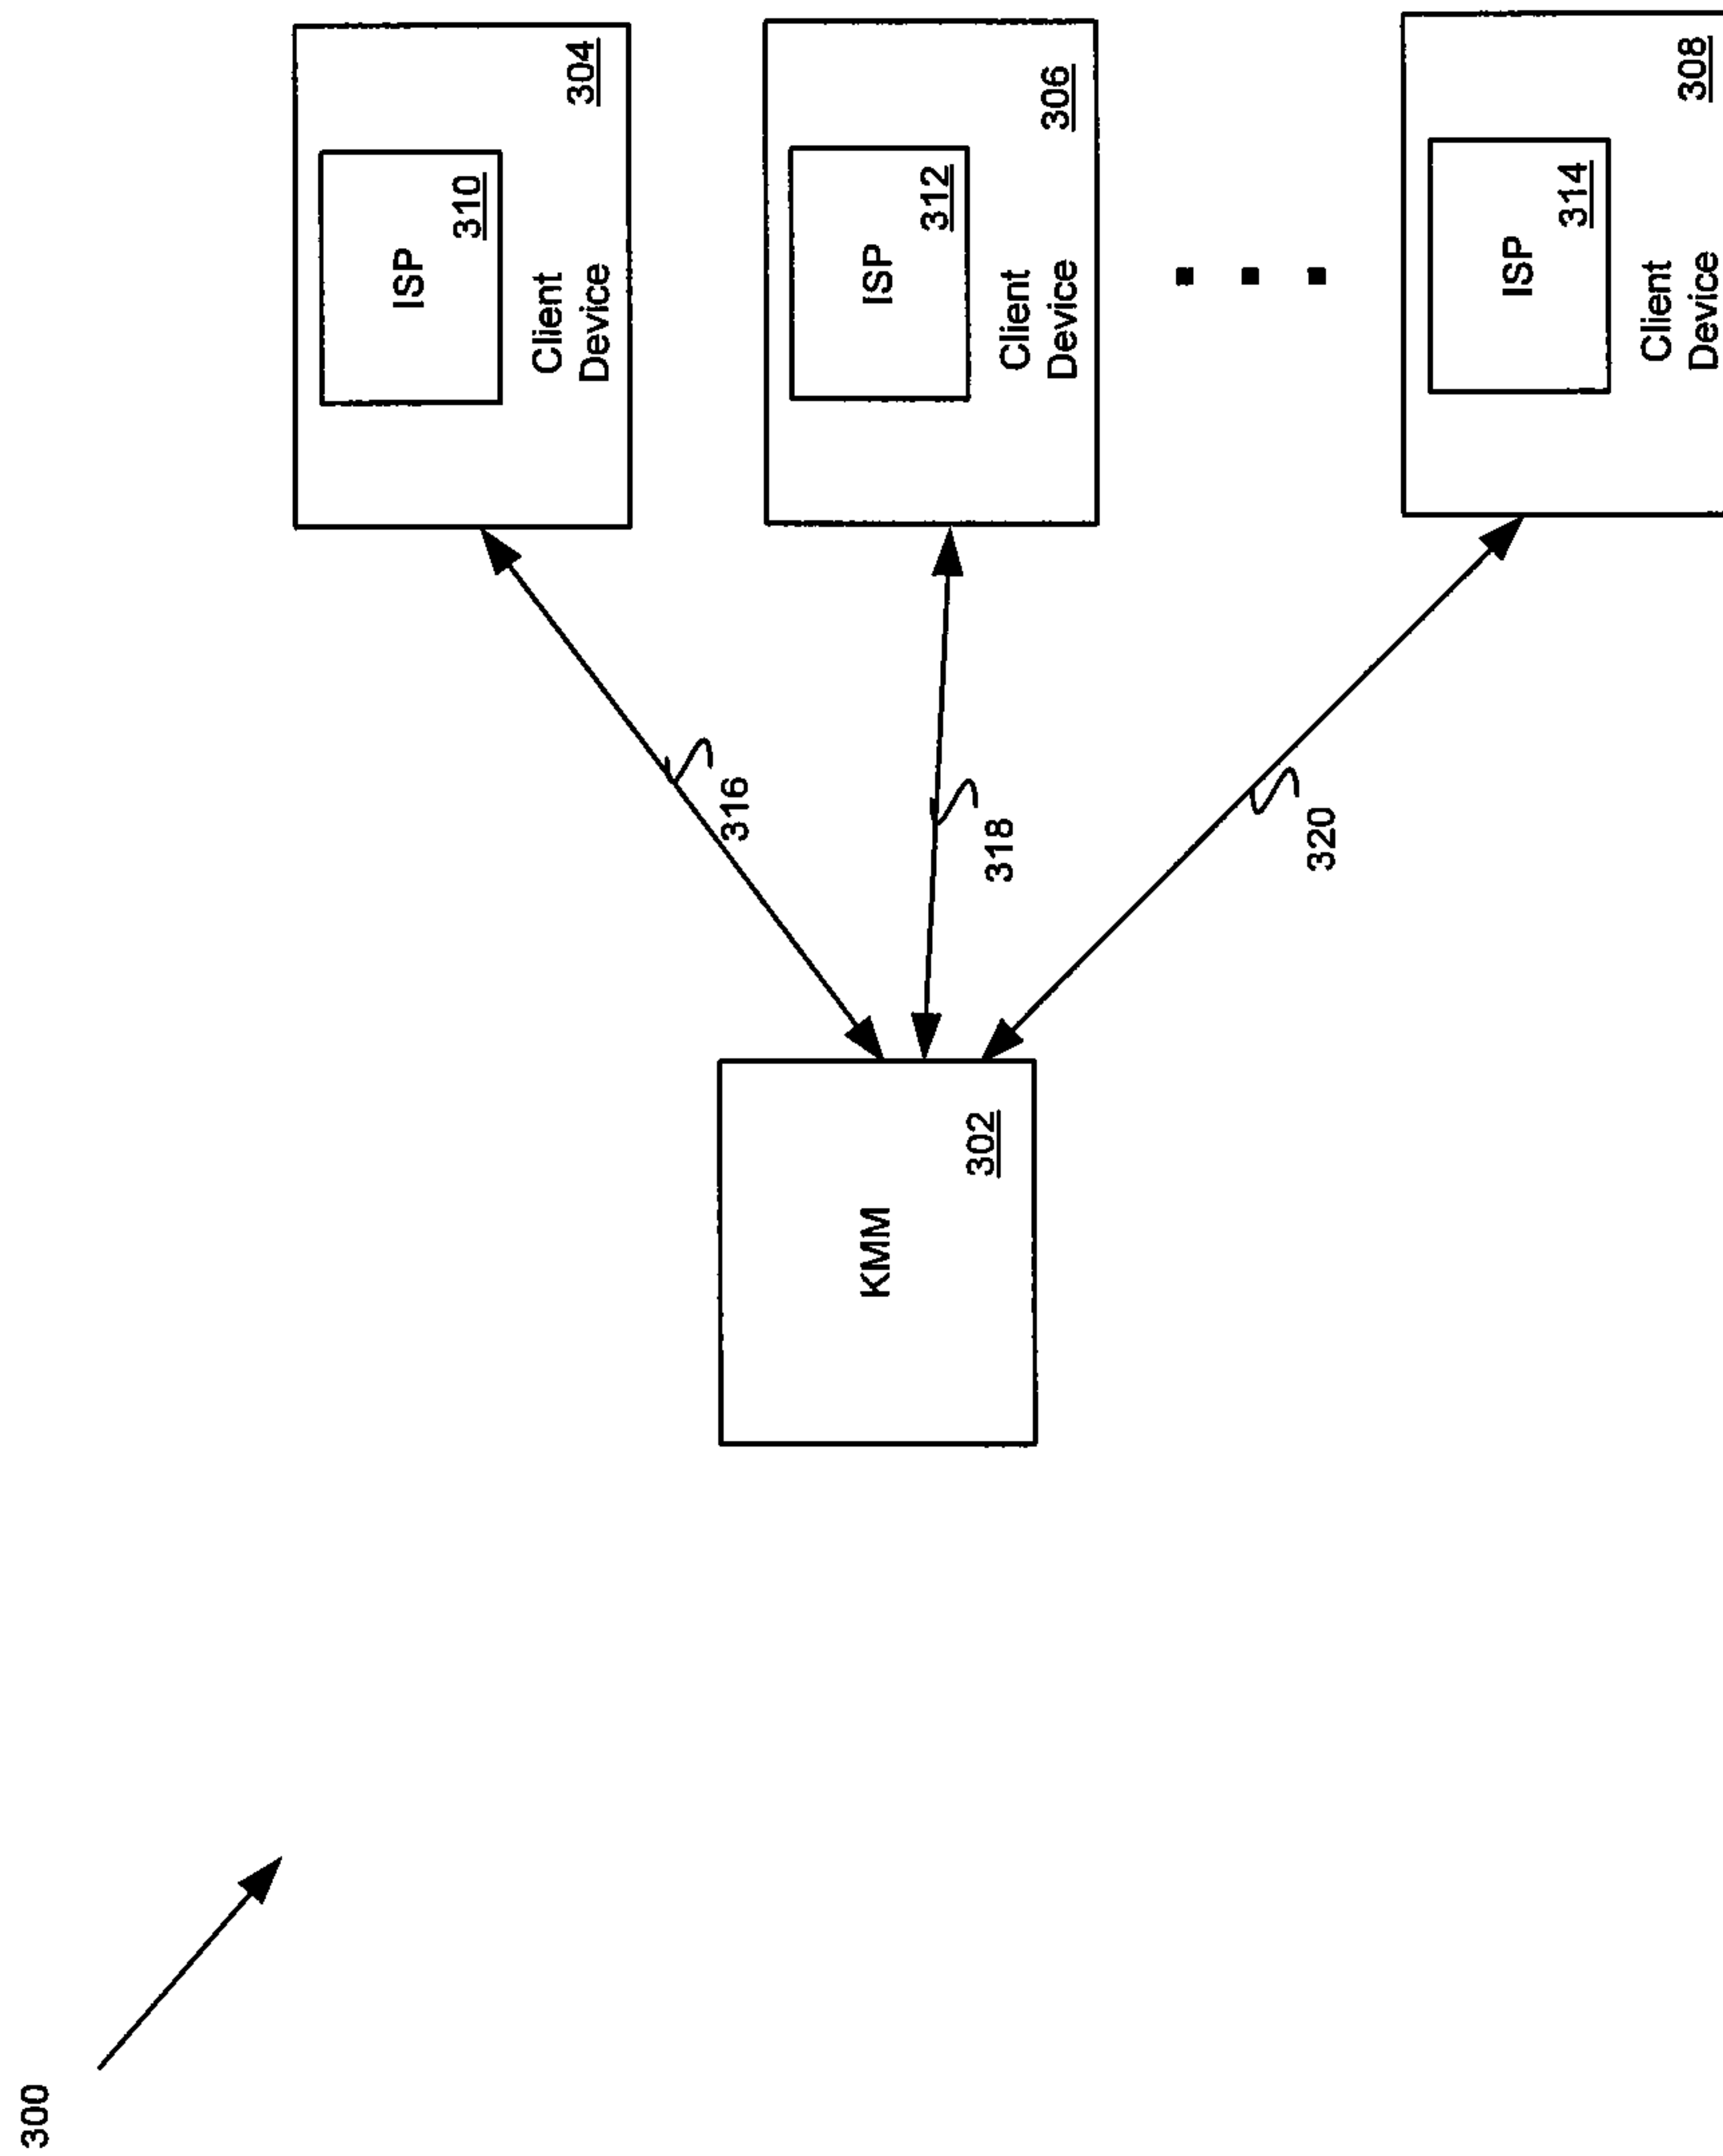 300
KMM
302
316
318
320
ISP
310
Client
Device
304
ISP
312
Client
Device
306
ISP
314
Client
Device
308